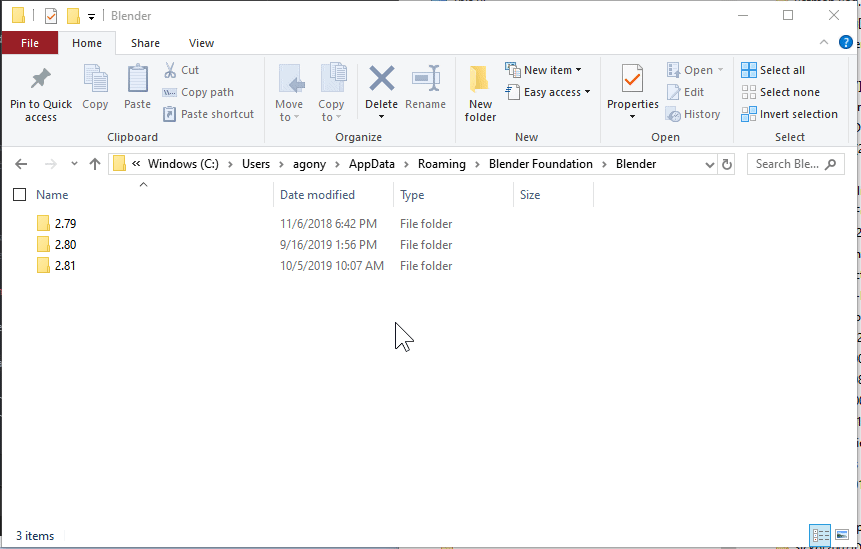 Blender
File Home Share View
Pin to Quick access
Copy
Paste
Cut
Copy path
Paste shortcut
Clipboard
Move to
Copy to
Delete
Rename
Organize
New folder
New item
Easy access
New
Properties
Open
Edit
History
Open
Select all
Select none
Invert selection
Select
« Windows (C:) › Users › agony › AppData › Roaming › Blender Foundation › Blender
Search Ble...
Name Date modified Type Size
2.79 11/6/2018 6:42 PM File folder
2.80 9/16/2019 1:56 PM File folder
2.81 10/5/2019 10:07 AM File folder
3 items